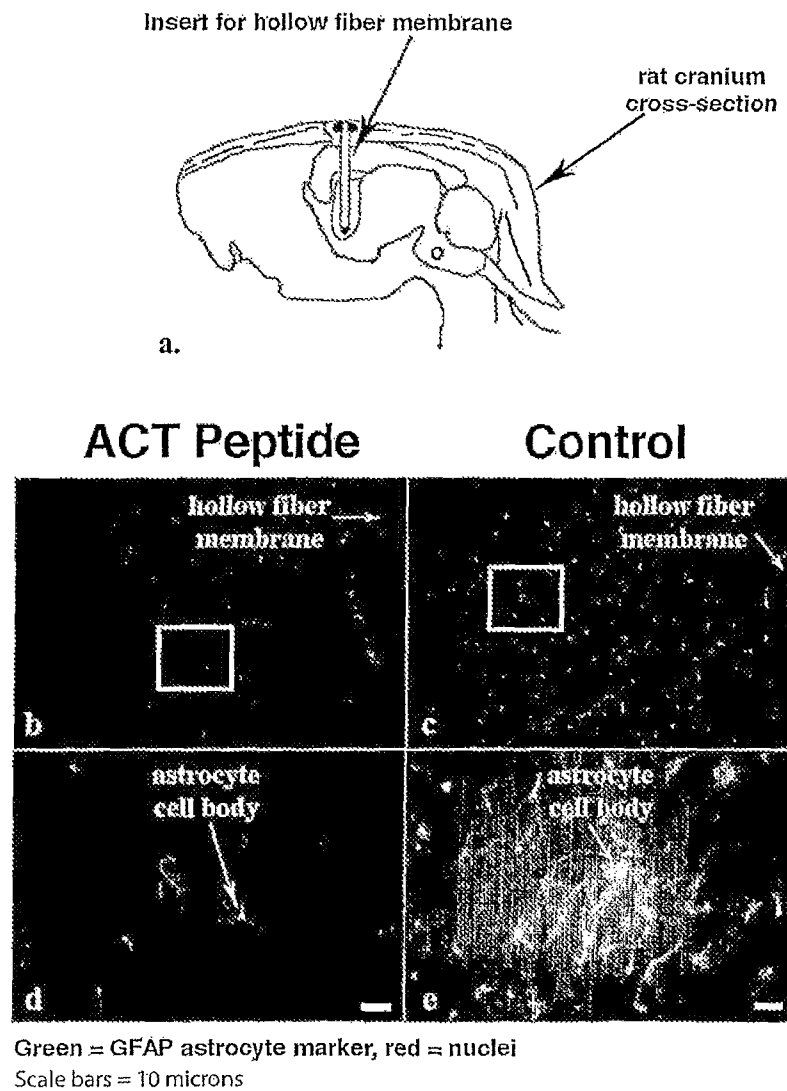 Insert for hollow fiber membrane
rat cranium
cross-section
a.
ACT Peptide
Control
hollow fiber
membrane
hollow fiber
membrane
b
c
astrocyte
cell body
astrocyte
cell body
d
e
Green = GFAP astrocyte marker, red = nuclei
Scale bars = 10 microns